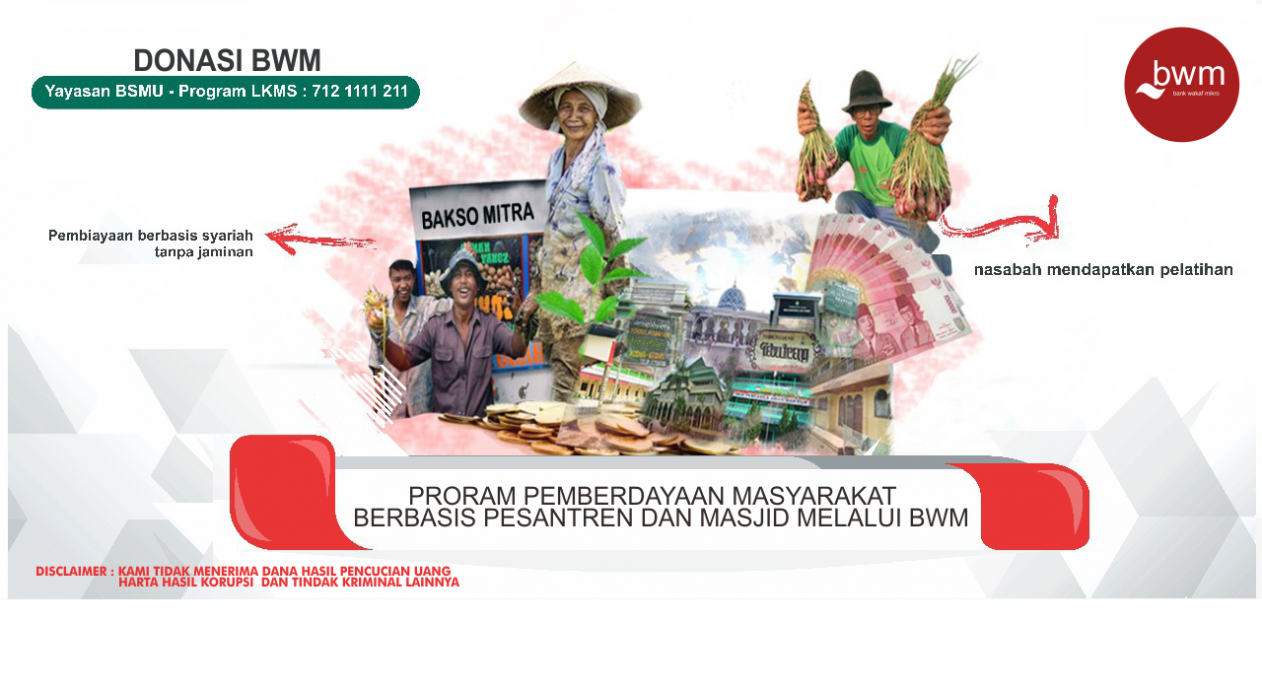 DONASI BWM
Yayasan BSMU - Program LKMS : 712 1111 211
bwm
bank wakaf mikro
BAKSO MITRA
Pembiayaan berbasis syariah
tanpa jaminan
nasabah mendapatkan pelatihan
Tebuireng
PRORAM PEMBERDAYAAN MASYARAKAT
BERBASIS PESANTREN DAN MASJID MELALUI BWM
DISCLAIMER : KAMI TIDAK MENERIMA DANA HASIL PENCUCIAN UANG
HARTA HASIL KORUPSI DAN TINDAK KRIMINAL LAINNYA